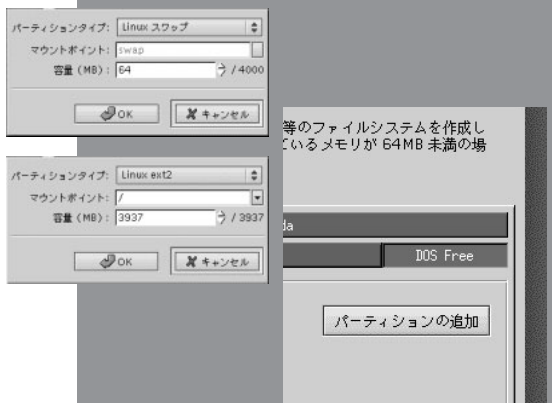 パーティションタイプ: Linux スワップ
マウントポイント: swap
容量 (MB): 64 / 4000
OK キャンセル
等のファイルシステムを作成し
ているメモリが 64MB 未満の場
パーティションタイプ: Linux ext2
マウントポイント: /
容量 (MB): 3937 / 3937
OK キャンセル
da
DOS Free
パーティションの追加